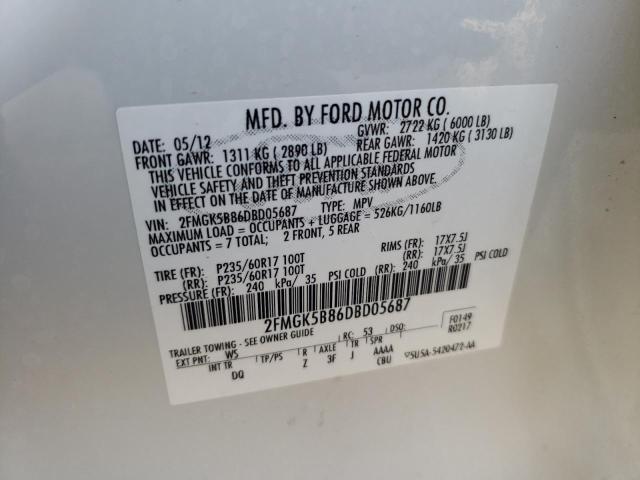 MFD. BY FORD MOTOR CO.
DATE: 05/12 GVWR: 2722 KG ( 6000 LB)
FRONT GAWR: 1311 KG ( 2890 LB) REAR GAWR: 1420 KG ( 3130 LB)
THIS VEHICLE CONFORMS TO ALL APPLICABLE FEDERAL MOTOR
VEHICLE SAFETY AND THEFT PREVENTION STANDARDS
IN EFFECT ON THE DATE OF MANUFACTURE SHOWN ABOVE.
VIN: 2FMGK5B86DBD05687 TYPE: MPV
MAXIMUM LOAD = OCCUPANTS + LUGGAGE = 526KG/1160LB
OCCUPANTS = 7 TOTAL; 2 FRONT, 5 REAR
TIRE (FR): P235/60R17 100T RIMS (FR): 17X7.5J
(RR): P235/60R17 100T (RR): 17X7.5J
PRESSURE (FR): 240 kPa/ 35 PSI COLD (RR): 240 kPa/ 35 PSI COLD
2FMGK5B86DBD05687
TRAILER TOWING - SEE OWNER GUIDE RC: 53 DSO: F0149
R0217
EXT PNT: WS INT TR TP/PS R AXLE TR SPR
DQ Z 3F J AAAA
CBU
5U5A-5420472-AA